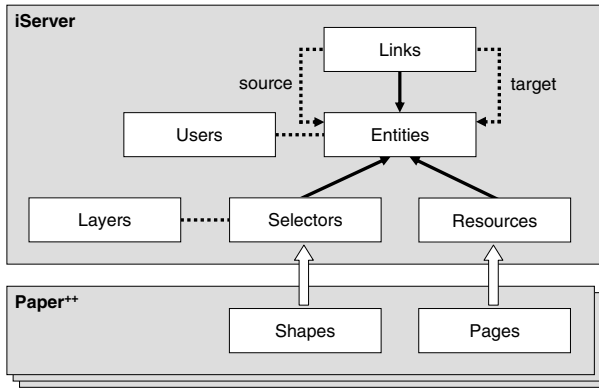 iServer
Links
source
target
Users
Entities
Layers
Selectors
Resources
Paper++
Shapes
Pages